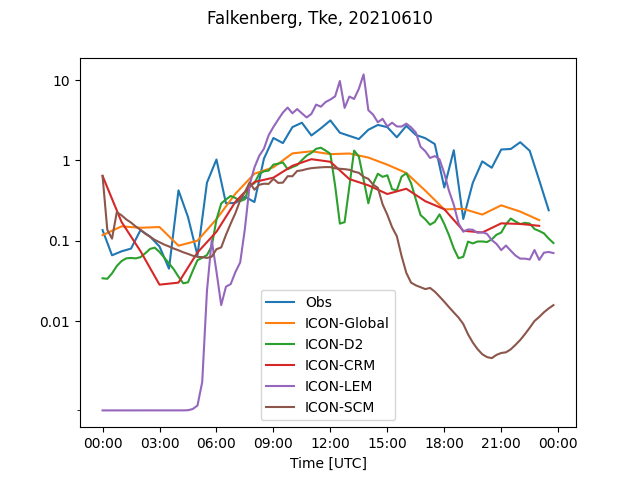 Falkenberg, Tke, 20210610
10
1
0.1
0.01
Obs
ICON-Global
ICON-D2
ICON-CRM
ICON-LEM
ICON-SCM
00:00 03:00 06:00 09:00 12:00 15:00 18:00 21:00 00:00
Time [UTC]